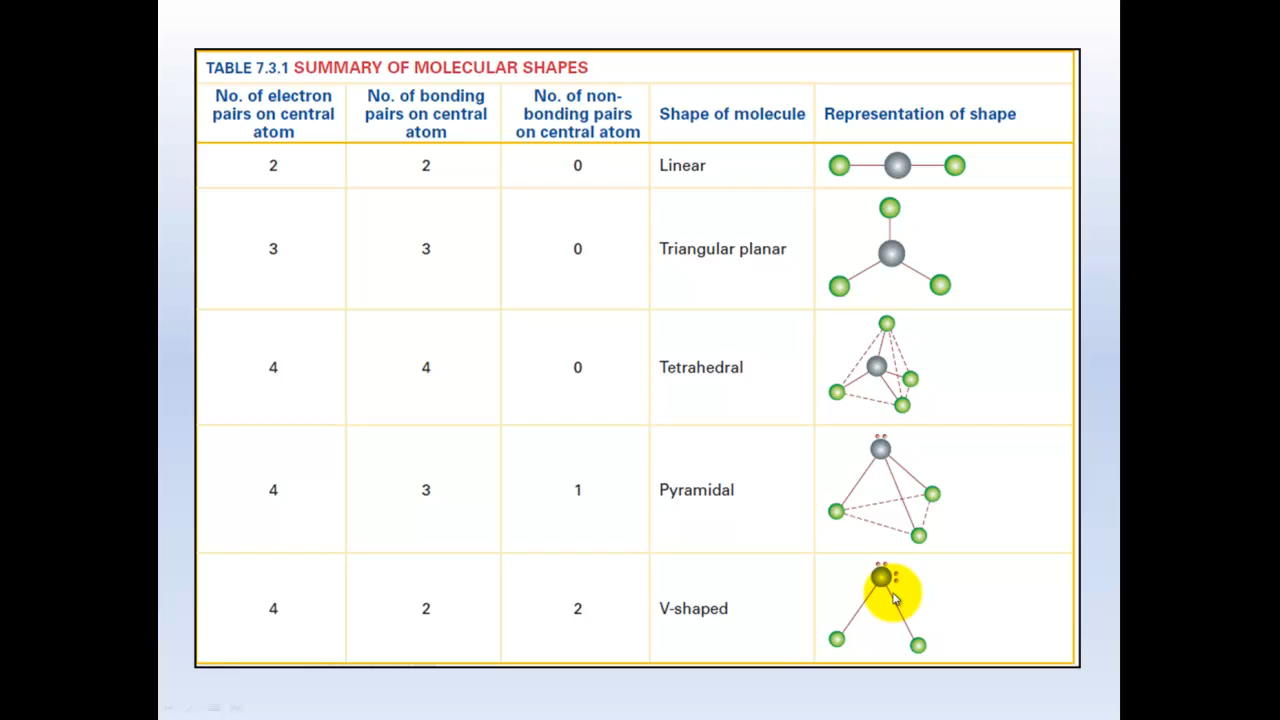 TABLE 7.3.1 SUMMARY OF MOLECULAR SHAPES
No. of electron
pairs on central
atom
No. of bonding
pairs on central
atom
No. of non-
bonding pairs
on central atom
Shape of molecule
Representation of shape
2 2 0 Linear
3 3 0 Triangular planar
4 4 0 Tetrahedral
4 3 1 Pyramidal
4 2 2 V-shaped